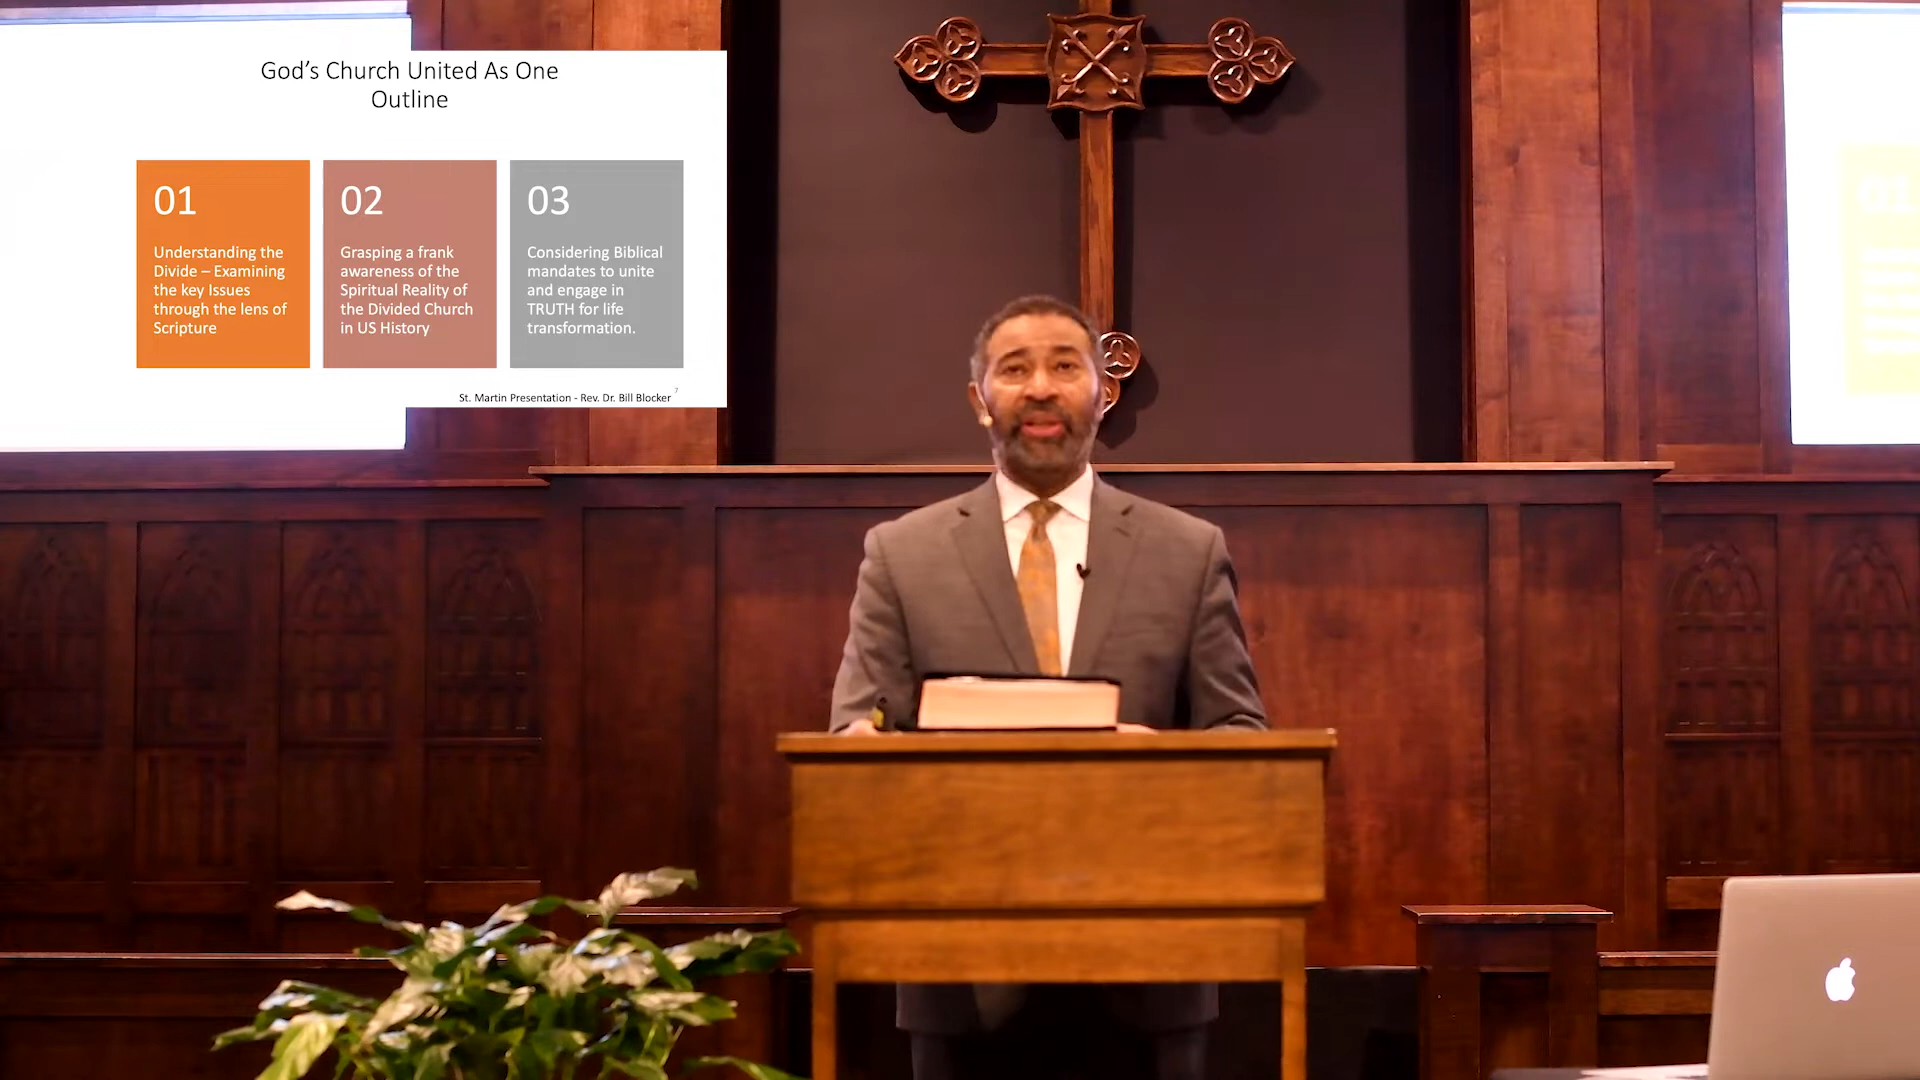 God's Church United As One
Outline
01
Understanding the
Divide – Examining
the key Issues
through the lens of
Scripture
02
Grasping a frank
awareness of the
Spiritual Reality of
the Divided Church
in US History
03
Considering Biblical
mandates to unite
and engage in
TRUTH for life
transformation.
7
St. Martin Presentation - Rev. Dr. Bill Blocker
01